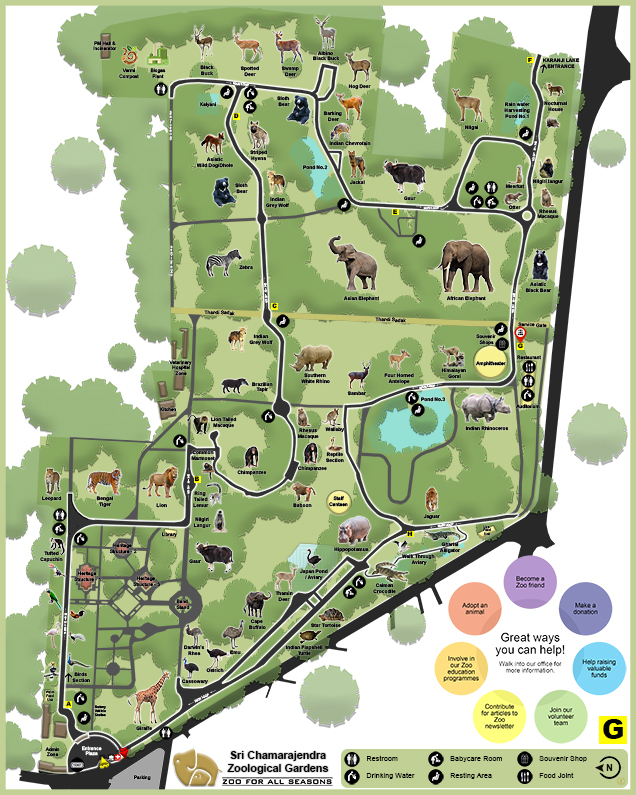 PM Hall &
Incinerator
Vermi
Compost
Biogas
Plant
Black
Buck
Spotted
Deer
Swamp
Deer
Albino
Black Buck
Hog Deer
F
KARANJI LAKE
ENTRANCE
Kalyani
D
Sloth
Bear
Barking
Deer
Nilgai
Rain water
Harvesting
Pond No.1
Nocturnal
House
Asiatic
Wild Dog/Dhole
Striped
Hyena
Indian Chevrotain
Pond No.2
Jackal
Gaur
Sloth
Bear
Indian
Grey Wolf
Meerkat
Otter
Nilgiri langur
Rhesus
Macaque
E
Zebra
Asian Elephant
African Elephant
Asiatic
Black Bear
C
Thandi Sadak
Thandi Sadak
Service Gate
Indian
Grey Wolf
Souvenir
Shops
G
Veterinary
Hospital
Zone
Southern
White Rhino
Sambar
Four Horned
Antelope
Himalayan
Goral
Amphitheater
Restaurant
Brazilian
Tapir
Kitchen
Lion Tailed
Macaque
Rhesus
Macaque
Wallaby
Pond No.3
Indian Rhinoceros
Auditorium
Common
Marmoset
Chimpanzee
Chimpanzee
Reptile
Section
Leopard
Bengal
Tiger
Lion
B
Ring
Tailed
Lemur
Baboon
Staff
Canteen
Jaguar
Nilgiri
Langur
Tufted
Capuchin
Library
Heritage
Structure - 2
Gaur
Hippopotamus
H
Gharial
Alligator
Walk Through
Aviary
Japan Pond
/ Aviary
Caiman
Crocodile
Heritage
Structure
Heritage
Structure
Thamin Deer
Band
Stand
Cape
Buffalo
Star Tortoise
Indian Flapshell
Turtle
Darwin's
Rhea
Emu
Ostrich
Cassowary
Birds
Section
A
Giraffe
Admin
Zone
Entrance
Plaza
Parking
Become a
Zoo friend
Adopt an
animal
Make a
donation
Great ways
you can help!
Walk into our office for
more information.
Involve in
our Zoo
education
programmes
Help raising
valuable
funds
Contribute
for articles to
Zoo
newsletter
Join our
volunteer
team
G
Sri Chamarajendra
Zoological Gardens
ZOO FOR ALL SEASONS
Restroom
Babycare Room
Souvenir Shop
Drinking Water
Resting Area
Food Joint
N